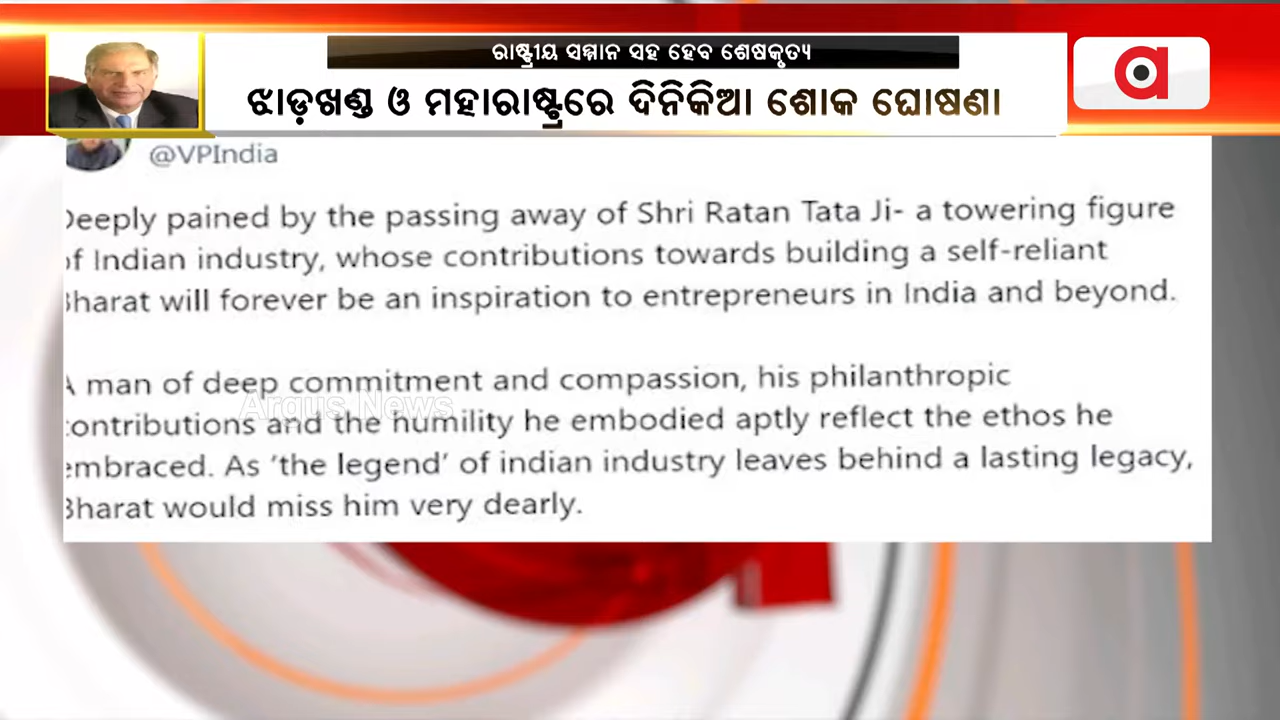 ରାଷ୍ଟ୍ରୀୟ ସମ୍ମାନ ସହ ହେବ ଶେଷକୃତ୍ୟ
ଝାଡ଼ଖଣ୍ଡ ଓ ମହାରାଷ୍ଟ୍ରରେ ଦିନିକିଆ ଶୋକ ଘୋଷଣା
a
@VPIndia
Deeply pained by the passing away of Shri Ratan Tata Ji- a towering figure
of Indian industry, whose contributions towards building a self-reliant
Bharat will forever be an inspiration to entrepreneurs in India and beyond.
A man of deep commitment and compassion, his philanthropic
Argus News
contributions and the humility he embodied aptly reflect the ethos he
embraced. As ‘the legend’ of indian industry leaves behind a lasting legacy,
Bharat would miss him very dearly.